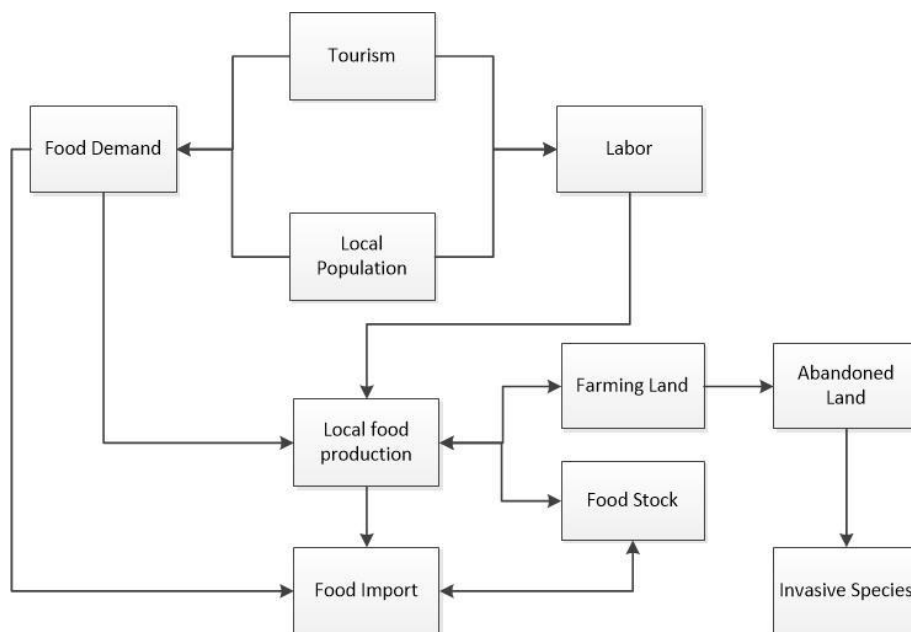 Tourism
Food Demand
Labor
Local
Population
Farming Land
Abandoned
Land
Local food
production
Food Stock
Food Import
Invasive Species